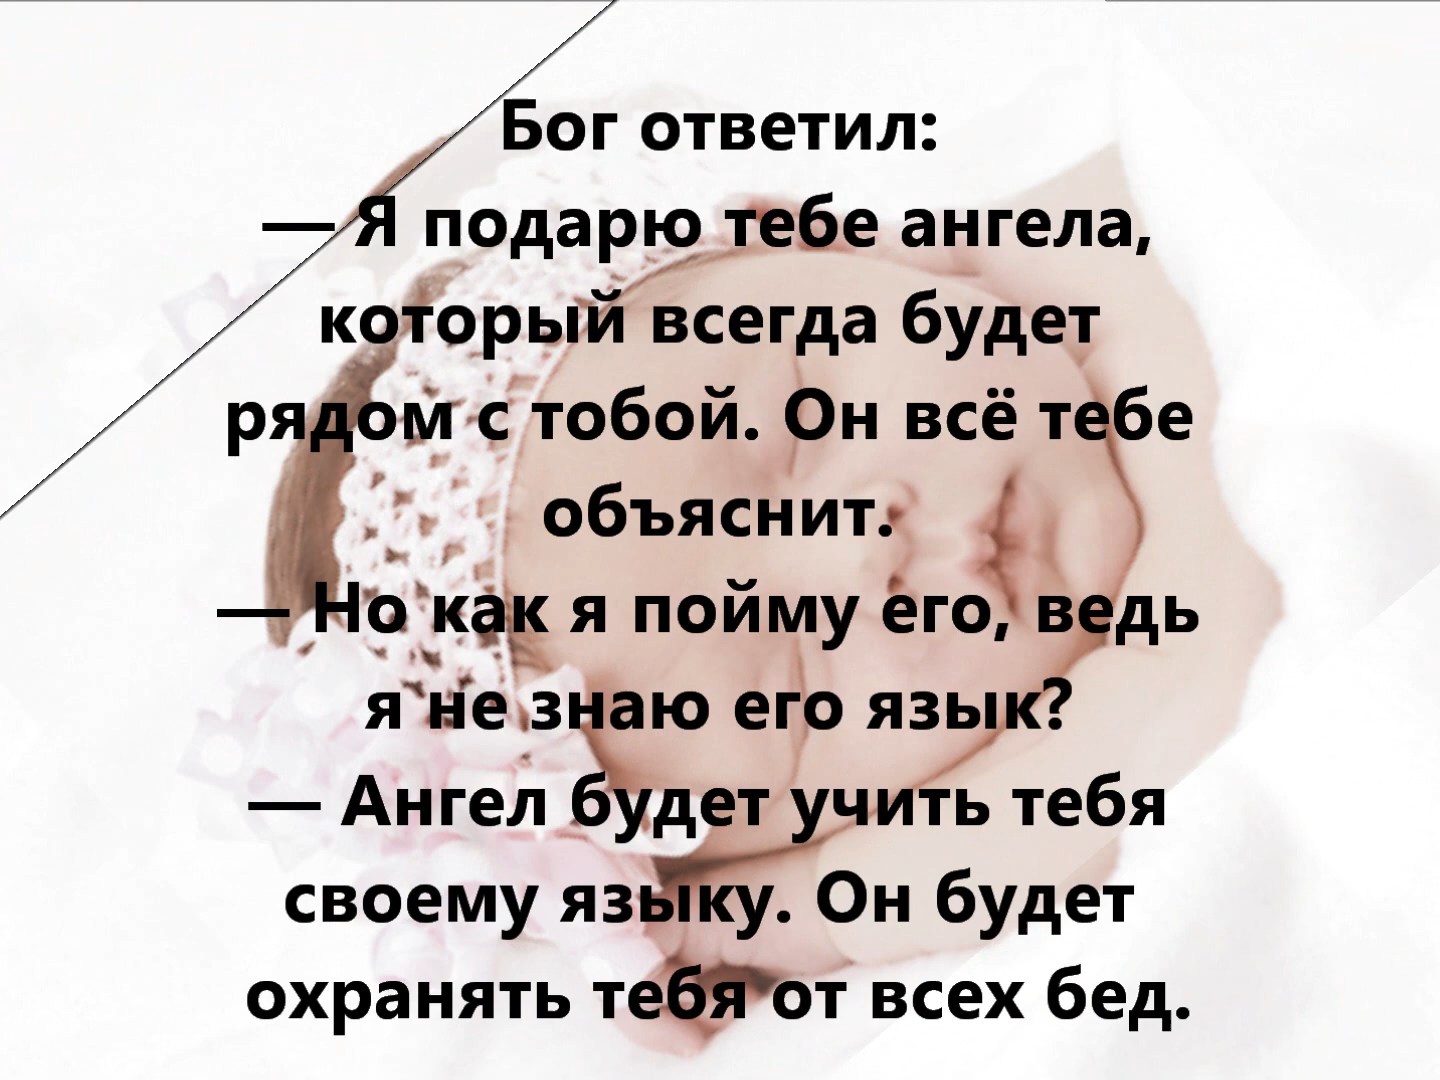 Бог ответил:
— Я подарю тебе ангела,
который всегда будет
рядом с тобой. Он всё тебе
объяснит.
— Но как я пойму его, ведь
я не знаю его язык?
— Ангел будет учить тебя
своему языку. Он будет
охранять тебя от всех бед.